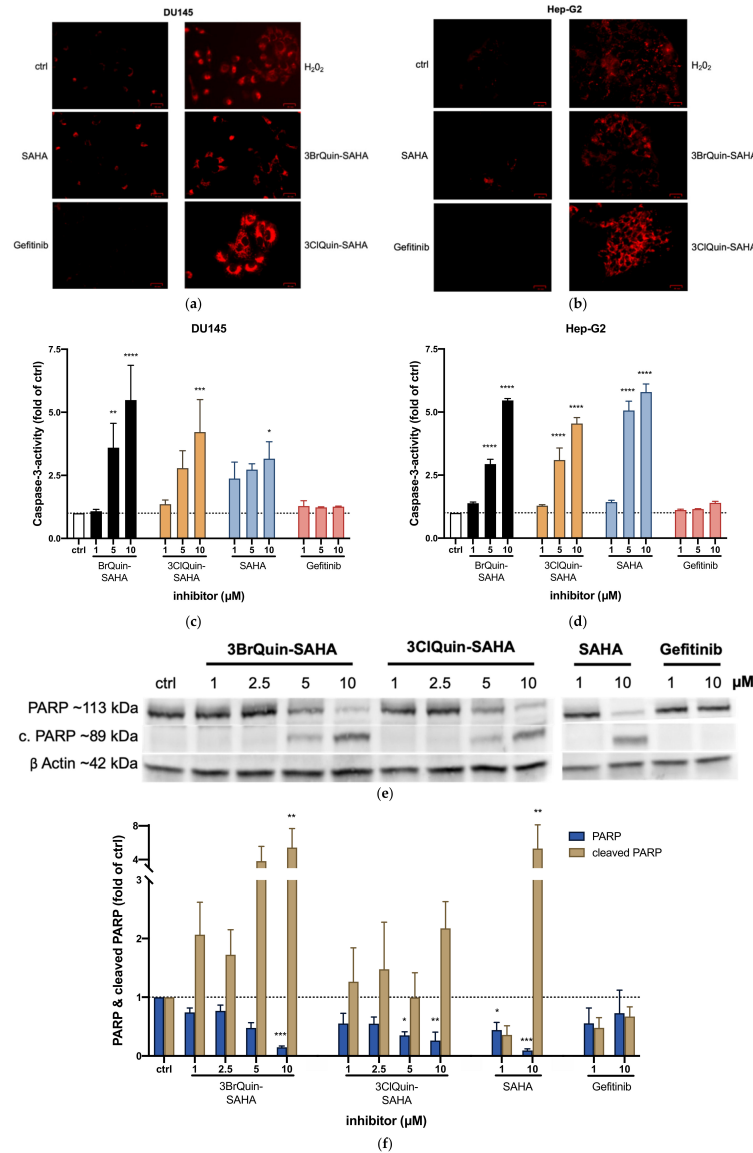 DU145
Hep-G2
ctrl
H₂0₂
ctrl
H₂0₂
SAHA
3BrQuin-SAHA
SAHA
3BrQuin-SAHA
Gefitinib
3ClQuin-SAHA
Gefitinib
3ClQuin-SAHA
(a)
(b)
DU145
Caspase-3-activity (fold of ctrl)
7.5
5.0
2.5
0.0
**
****
***
*
ctrl 1 5 10 1 5 10 1 5 10 1 5 10
BrQuin-SAHA 3ClQuin-SAHA SAHA Gefitinib
inhibitor (µM)
(c)
Hep-G2
Caspase-3-activity (fold of ctrl)
7.5
5.0
2.5
0.0
****
****
****
****
****
****
ctrl 1 5 10 1 5 10 1 5 10 1 5 10
BrQuin-SAHA 3ClQuin-SAHA SAHA Gefitinib
inhibitor (µM)
(d)
3BrQuin-SAHA 3ClQuin-SAHA SAHA Gefitinib
ctrl 1 2.5 5 10 1 2.5 5 10 1 10 1 10 µM
PARP ~113 kDa
c. PARP ~89 kDa
β Actin ~42 kDa
(e)
PARP & cleaved PARP (fold of ctrl)
8
4
3
2
1
0
PARP
cleaved PARP
***
**
*
**
*
***
**
ctrl 1 2.5 5 10 1 2.5 5 10 1 10 1 10
3BrQuin-SAHA 3ClQuin-SAHA SAHA Gefitinib
inhibitor (µM)
(f)